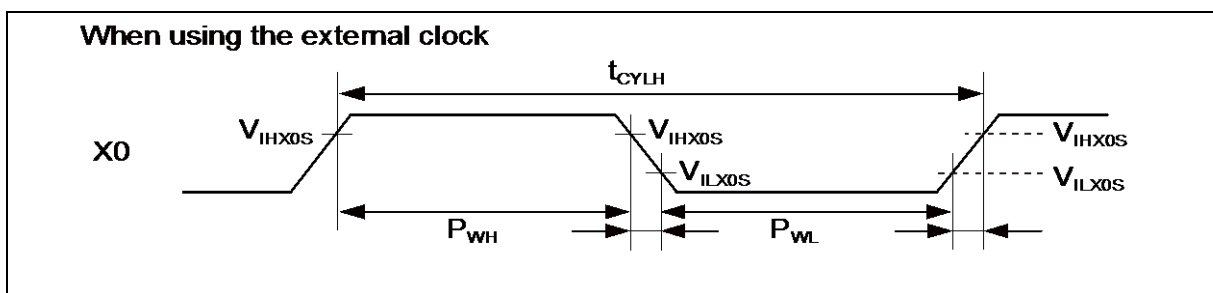 When using the external clock
tCYLH
VIHX0S VIHX0S VIHX0S
X0
VILX0S VILX0S
PWH PWL